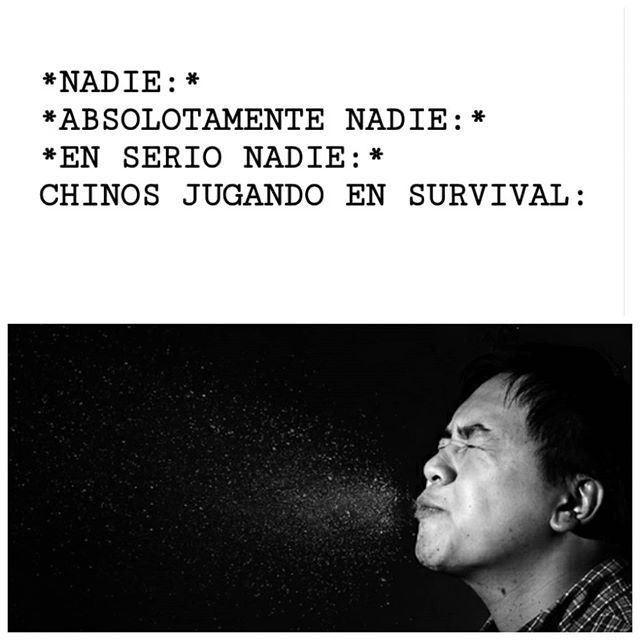 *NADIE:*
*ABSOLOTAMENTE NADIE:*
*EN SERIO NADIE:*
CHINOS JUGANDO EN SURVIVAL: